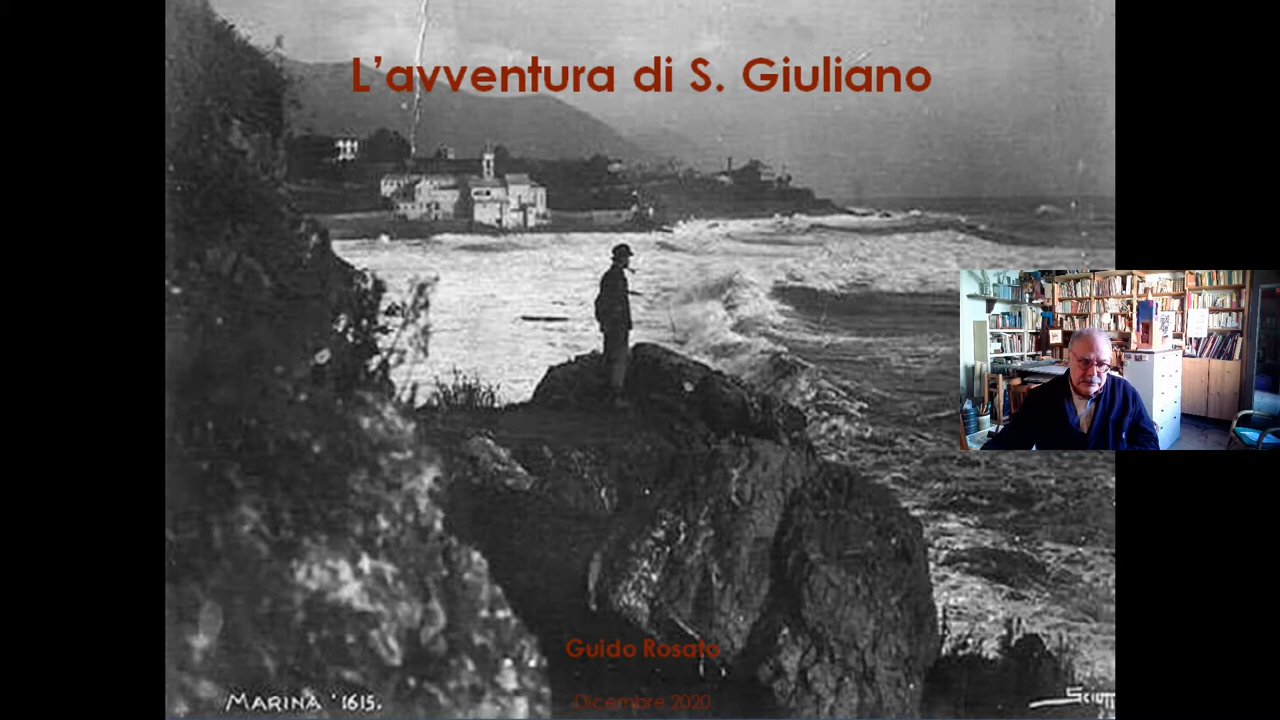 L’avventura di S. Giuliano
Guido Rosato
Dicembre 2020
MARINA '1615.